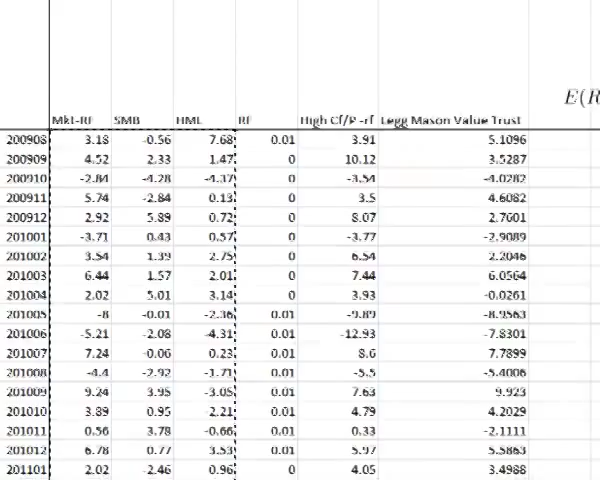 E(R
Mkt-RF SMB HML RF High Cf/P -rf Legg Mason Value Trust
200908 3.18 -0.56 7.68 0.01 3.91 5.1096
200909 4.52 2.33 1.47 0 10.12 3.5287
200910 -2.84 -4.28 -4.37 0 -3.54 -4.0282
200911 5.74 -2.84 0.13 0 3.5 4.6082
200912 2.92 5.89 0.72 0 8.07 2.7601
201001 -3.71 0.43 0.57 0 -3.77 -2.9089
201002 3.54 1.39 2.75 0 6.54 2.2046
201003 6.44 1.57 2.01 0 7.44 6.0564
201004 2.02 5.01 3.14 0 3.93 -0.0261
201005 -8 -0.01 -2.36 0.01 -9.89 -8.9563
201006 -5.21 -2.08 -4.31 0.01 -12.93 -7.8301
201007 7.24 -0.06 0.23 0.01 8.6 7.7899
201008 -4.4 -2.92 -1.71 0.01 -5.5 -5.4006
201009 9.24 3.95 -3.05 0.01 7.63 9.923
201010 3.89 0.95 -2.21 0.01 4.79 4.2029
201011 0.56 3.78 -0.66 0.01 0.33 -2.1111
201012 6.78 0.77 3.53 0.01 5.97 5.5863
201101 2.02 -2.46 0.96 0 4.05 3.4988